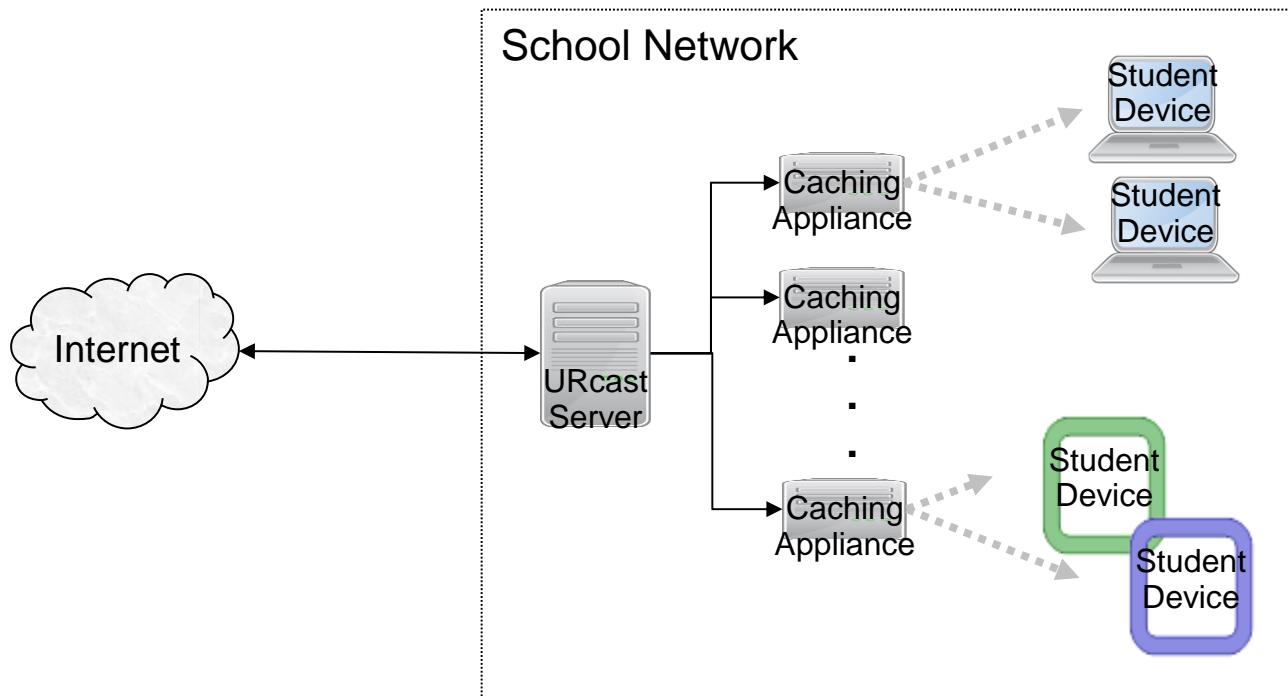 School Network
Student
Device
Student
Device
Caching
Appliance
Caching
Appliance
Internet
URcast
Server
Caching
Appliance
Student
Device
Student
Device